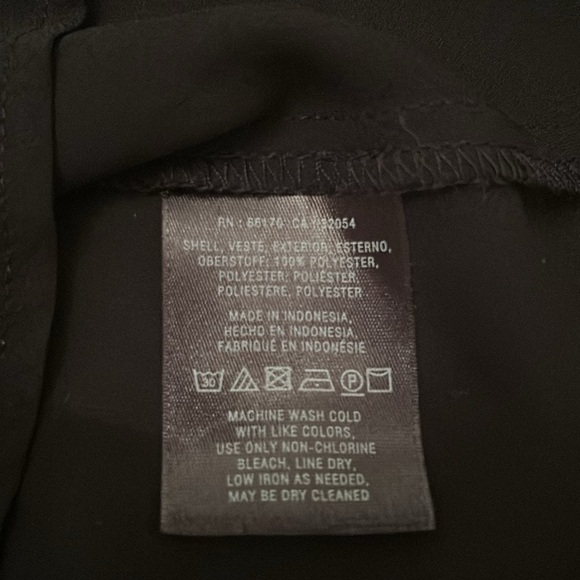 RN : 66170 CA : 32054
SHELL, VESTE, EXTERIOR, ESTERNO,
OBERSTOFF: 100% POLYESTER,
POLYESTER; POLIÉSTER,
POLIESTERE, POLYESTER
MADE IN INDONESIA,
HECHO EN INDONESIA,
FABRIQUÉ EN INDONÉSIE
30 P
MACHINE WASH COLD
WITH LIKE COLORS,
USE ONLY NON-CHLORINE
BLEACH, LINE DRY,
LOW IRON AS NEEDED,
MAY BE DRY CLEANED